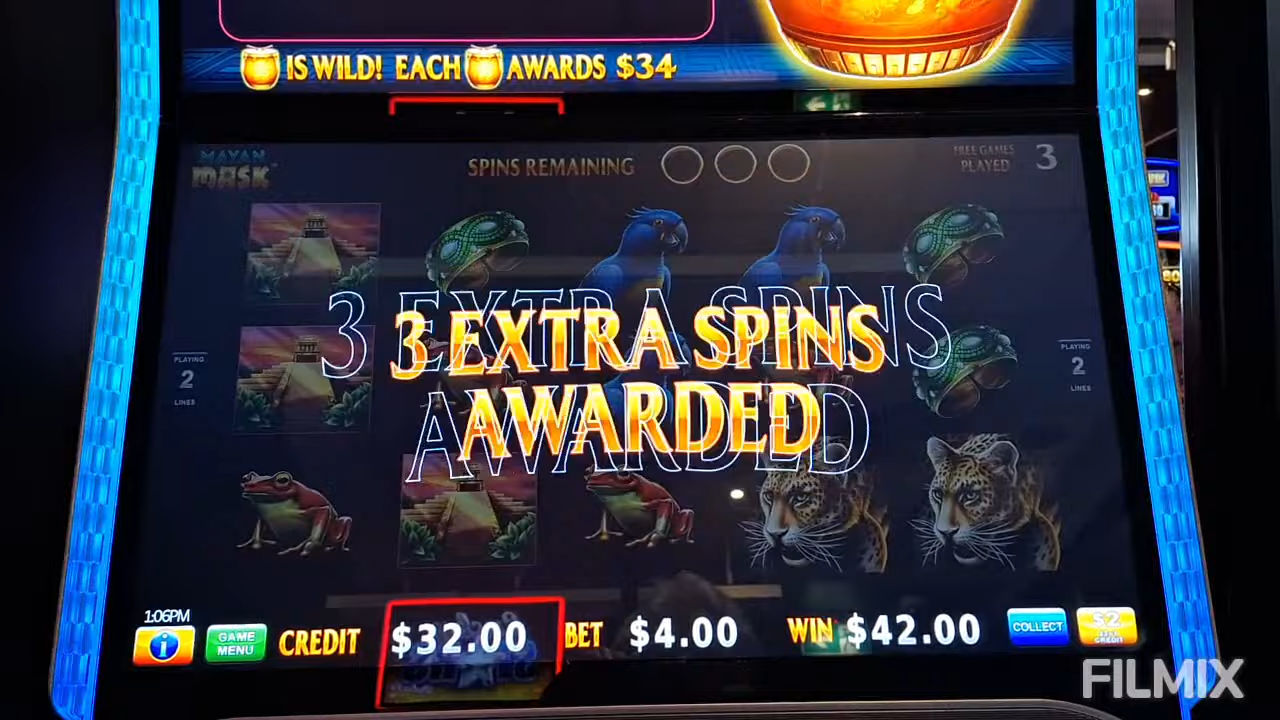 IS WILD! EACH AWARDS $34
MAYAN
MASK
SPINS REMAINING
FREE GAMES
PLAYED 3
3 EXTRA SPINS
AWARDED
PLAYING
2
LINES
PLAYING
2
LINES
1:06PM
GAME
MENU
CREDIT $32.00
BET $4.00
WIN $42.00
COLLECT
$2
CREDIT
FILMIX